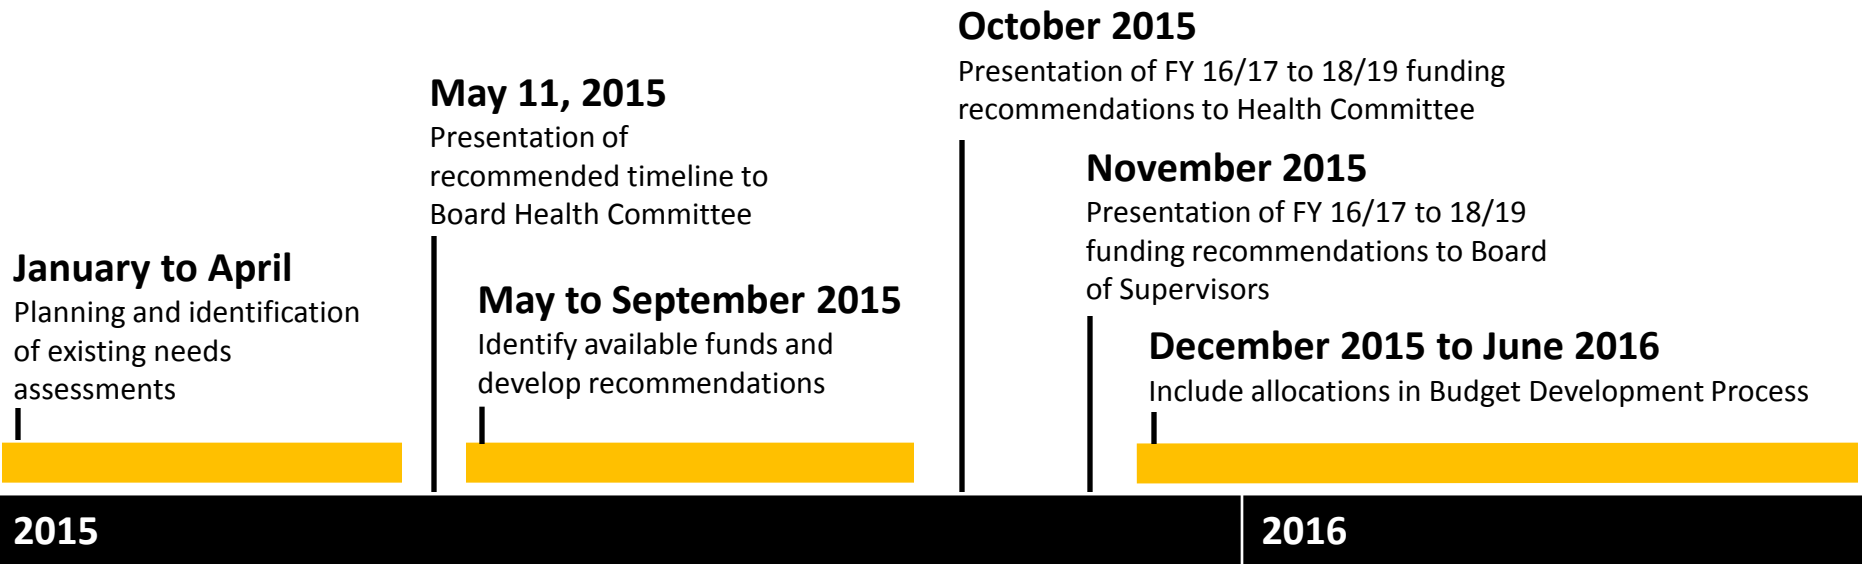 January to April
Planning and identification
of existing needs
assessments
May 11, 2015
Presentation of
recommended timeline to
Board Health Committee
May to September 2015
Identify available funds and
develop recommendations
October 2015
Presentation of FY 16/17 to 18/19 funding
recommendations to Health Committee
November 2015
Presentation of FY 16/17 to 18/19
funding recommendations to Board
of Supervisors
December 2015 to June 2016
Include allocations in Budget Development Process
2015
2016